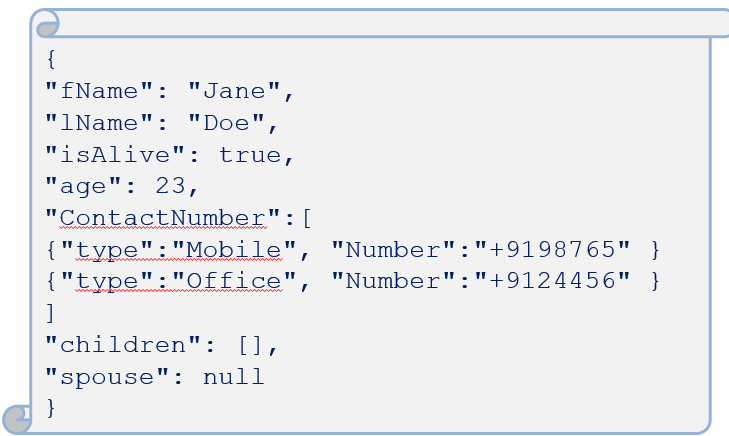 {
"fName": "Jane",
"lName": "Doe",
"isAlive": true,
"age": 23,
"ContactNumber":[
{"type":"Mobile", "Number":"+9198765" }
{"type":"Office", "Number":"+9124456" }
]
"children": [],
"spouse": null
}